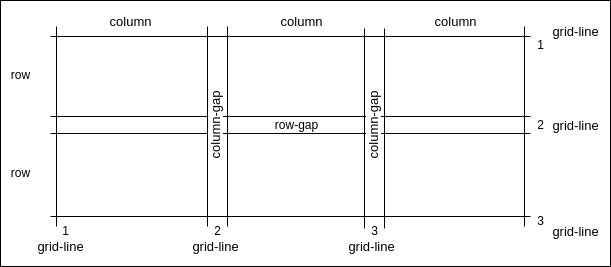 column
column
column
grid-line
1
row
column-gap
column-gap
row-gap
2
grid-line
row
3
grid-line
1
2
3
grid-line
grid-line
grid-line